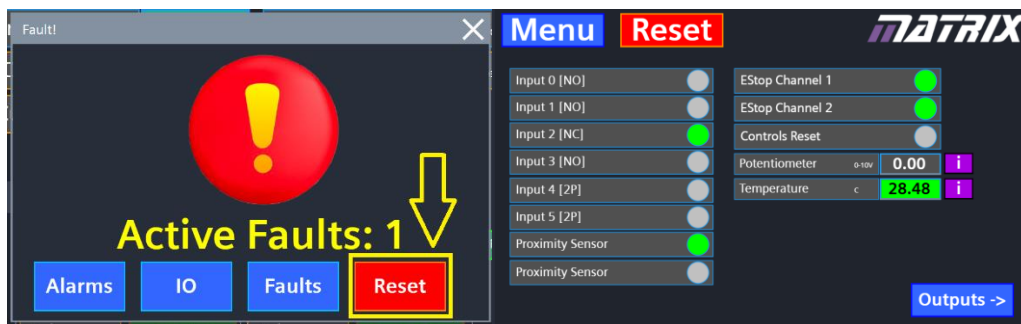 Fault!
Active Faults: 1
Alarms
IO
Faults
Reset
Menu
Reset
MATRIX
Input 0 [NO]
Input 1 [NO]
Input 2 [NC]
Input 3 [NO]
Input 4 [2P]
Input 5 [2P]
Proximity Sensor
Proximity Sensor
EStop Channel 1
EStop Channel 2
Controls Reset
Potentiometer 0-10V 0.00 i
Temperature c 28.48 i
Outputs ->